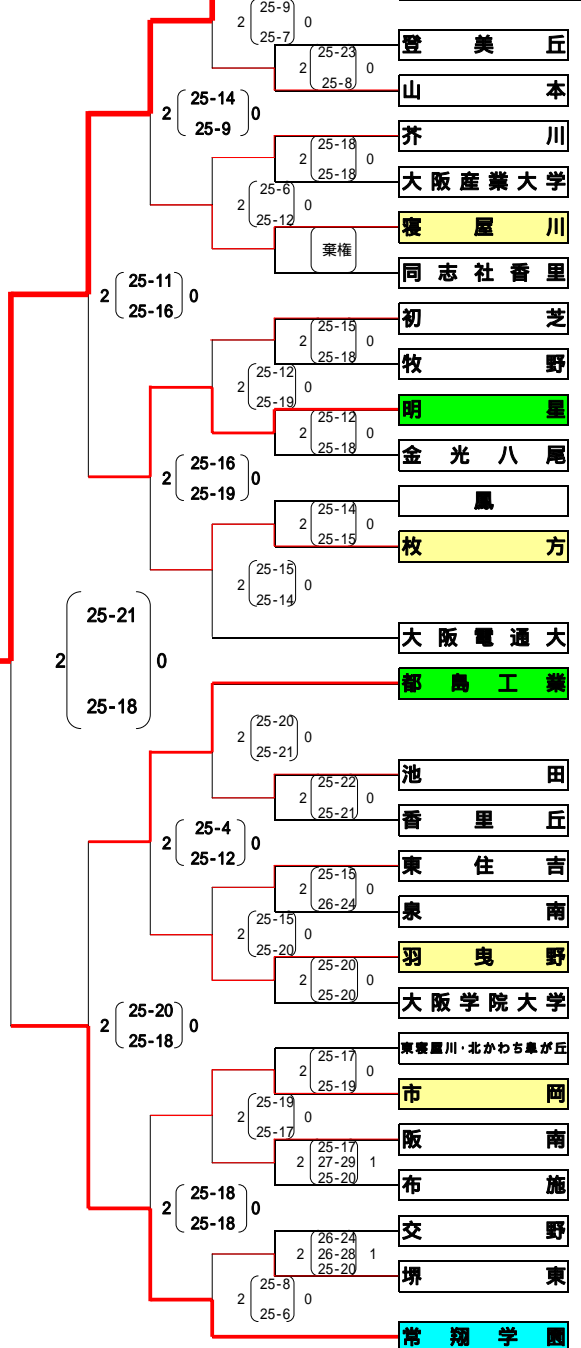 25-9
2 0
25-7
登美丘
25-23
2 0
25-8
山本
25-14
2 0
25-9
芥川
25-18
2 0
25-18
大阪産業大学
25-6
2 0
25-12
寝屋川
棄権
同志社香里
25-11
2 0
25-16
初芝
25-15
2 0
25-18
牧野
25-12
2 0
25-19
明星
25-12
2 0
25-18
金光八尾
25-16
2 0
25-19
鳳
25-14
2 0
25-15
枚方
25-15
2 0
25-14
大阪電通大
25-21
2 0
25-18
都島工業
25-20
2 0
25-21
池田
25-22
2 0
25-21
香里丘
25-4
2 0
25-12
東住吉
25-15
2 0
26-24
泉南
25-15
2 0
25-20
羽曳野
25-20
2 0
25-20
大阪学院大学
25-20
2 0
25-18
東寝屋川・北かわち皐が丘
25-17
2 0
25-19
市岡
25-19
2 0
25-17
阪南
25-17
2 27-29 1
25-20
布施
25-18
2 0
25-18
交野
26-24
2 26-28 1
25-20
堺東
25-8
2 0
25-6
常翔学園